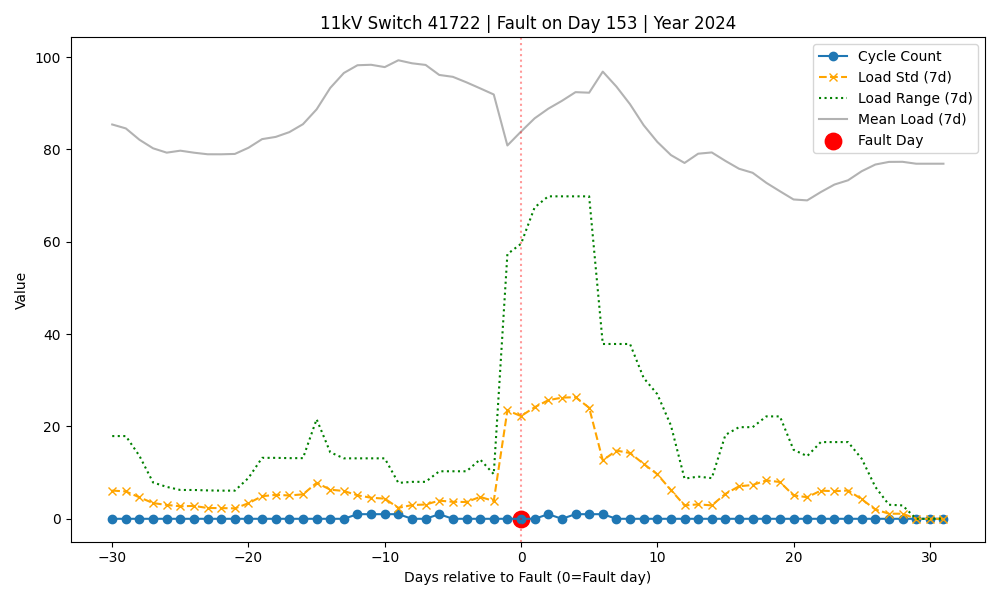 11kV Switch 41722 | Fault on Day 153 | Year 2024
Cycle Count
Load Std (7d)
Load Range (7d)
Mean Load (7d)
Fault Day
Value
100
80
60
40
20
0
−30
−20
−10
0
10
20
30
Days relative to Fault (0=Fault day)